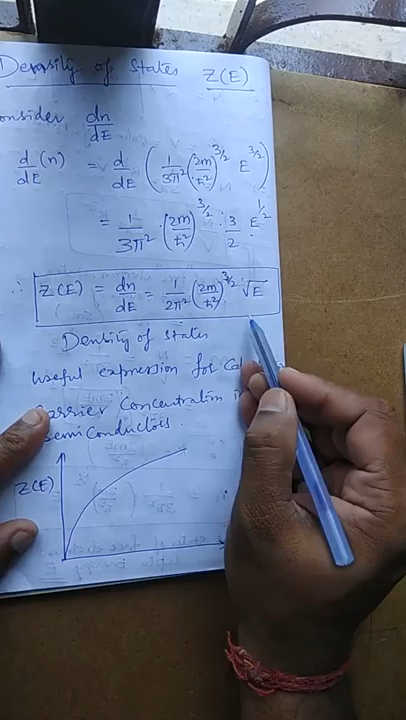 Density of States Z(E)
Consider dn/dE
d/dE (n) = d/dE (1/3π² (2m/ħ²)^3/2 E^3/2)
= 1/3π² · (2m/ħ²)^3/2 · 3/2 E^1/2
∴ Z(E) = dn/dE = 1/2π² (2m/ħ²)^3/2 √E
Density of States
Useful expression for
Carrier Concentration in
Semiconductors.
Z(E)